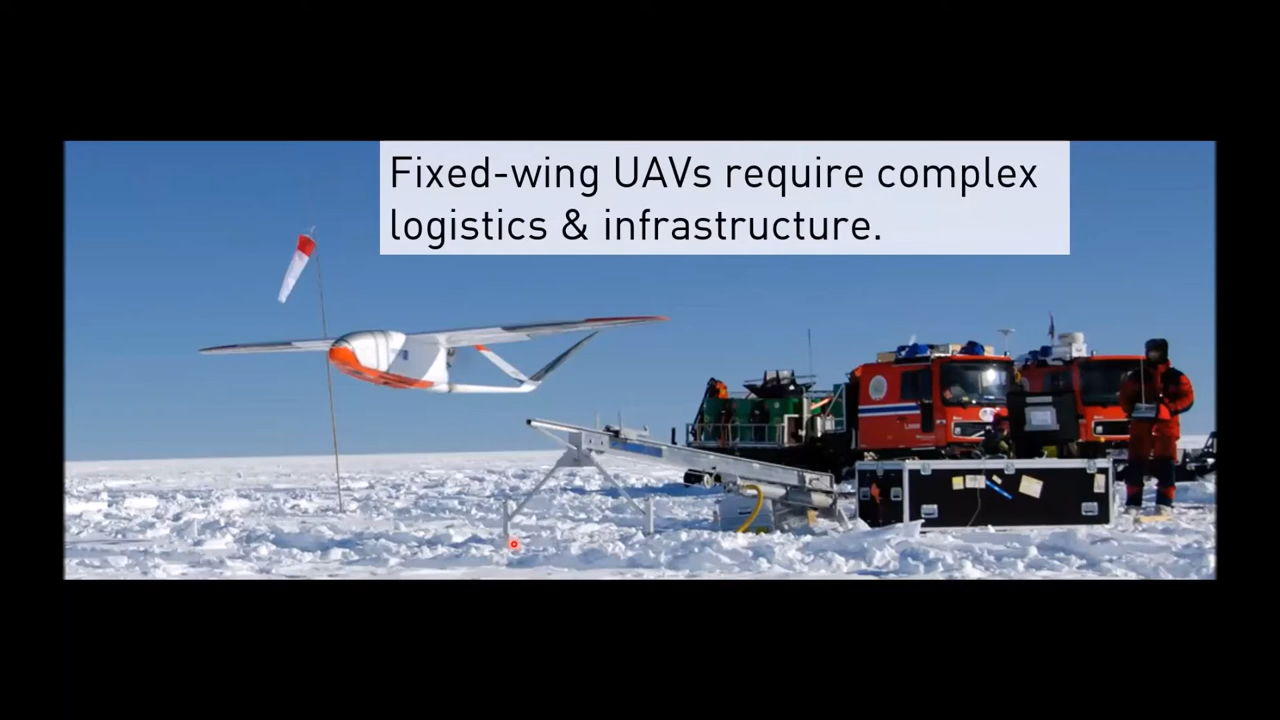 Fixed-wing UAVs require complex
logistics & infrastructure.